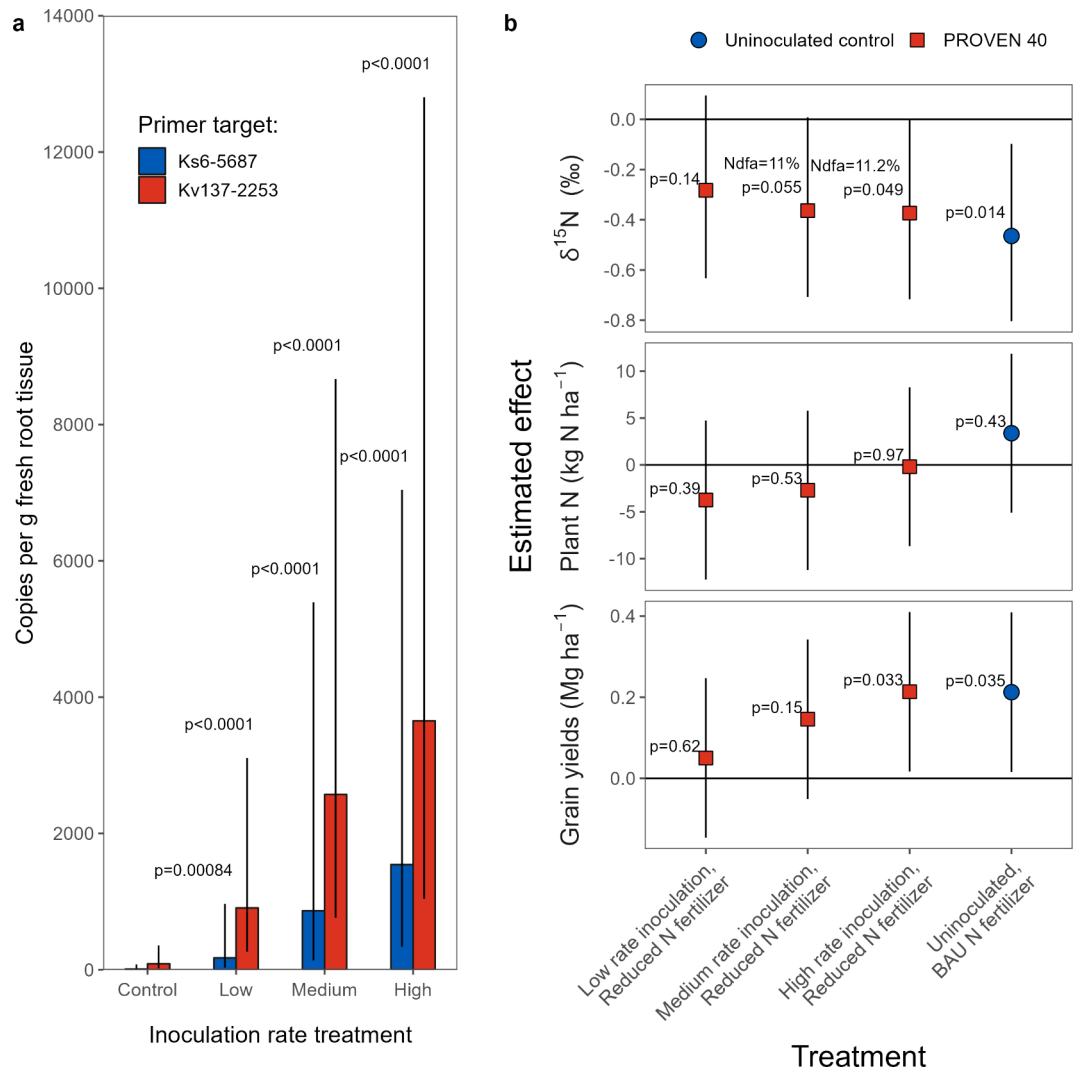 a
14000
12000
10000
8000
6000
4000
2000
0
Copies per g fresh root tissue
Primer target:
Ks6-5687
Kv137-2253
p=0.00084
p<0.0001
p<0.0001
p<0.0001
p<0.0001
p<0.0001
Control
Low
Medium
High
Inoculation rate treatment
b
Uninoculated control
PROVEN 40
Estimated effect
δ¹⁵N (‰)
0.0
-0.2
-0.4
-0.6
-0.8
p=0.14
Ndfa=11%
p=0.055
Ndfa=11.2%
p=0.049
p=0.014
Plant N (kg N ha⁻¹)
10
5
0
-5
-10
p=0.39
p=0.53
p=0.97
p=0.43
Grain yields (Mg ha⁻¹)
0.4
0.2
0.0
p=0.62
p=0.15
p=0.033
p=0.035
Low rate inoculation,
Reduced N fertilizer
Medium rate inoculation,
Reduced N fertilizer
High rate inoculation,
Reduced N fertilizer
Uninoculated,
BAU N fertilizer
Treatment